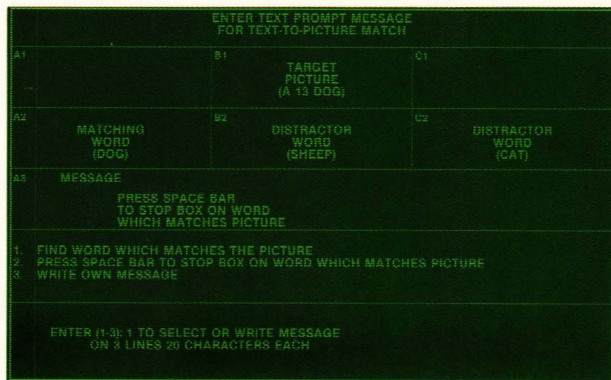 ENTER TEXT PROMPT MESSAGE
FOR TEXT-TO-PICTURE MATCH
A1
B1
C1
TARGET
PICTURE
(A 13 DOG)
A2
B2
C2
MATCHING
WORD
(DOG)
DISTRACTOR
WORD
(SHEEP)
DISTRACTOR
WORD
(CAT)
A3 MESSAGE
PRESS SPACE BAR
TO STOP BOX ON WORD
WHICH MATCHES PICTURE
1. FIND WORD WHICH MATCHES THE PICTURE
2. PRESS SPACE BAR TO STOP BOX ON WORD WHICH MATCHES PICTURE
3. WRITE OWN MESSAGE
ENTER (1-3): 1 TO SELECT OR WRITE MESSAGE
ON 3 LINES 20 CHARACTERS EACH